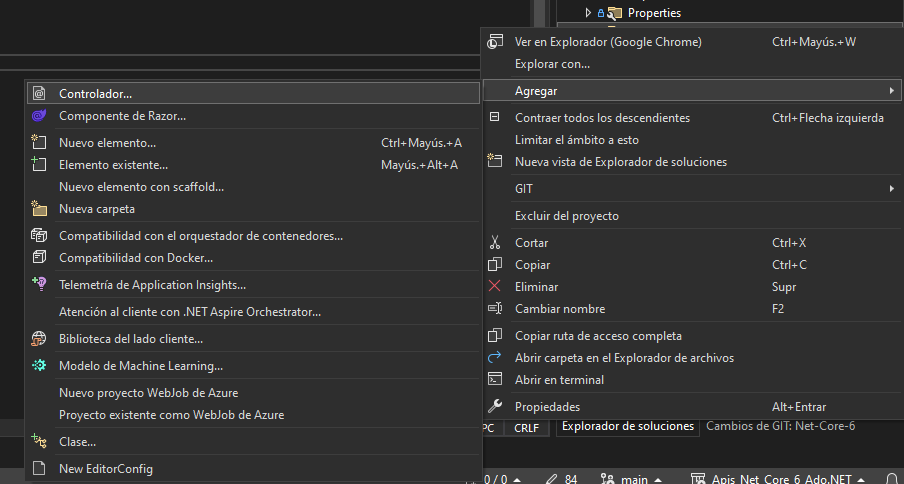 Properties
Ver en Explorador (Google Chrome) Ctrl+Mayús.+W
Explorar con...
Agregar
Contraer todos los descendientes Ctrl+Flecha izquierda
Limitar el ámbito a esto
Nueva vista de Explorador de soluciones
GIT
Excluir del proyecto
Cortar Ctrl+X
Copiar Ctrl+C
Eliminar Supr
Cambiar nombre F2
Copiar ruta de acceso completa
Abrir carpeta en el Explorador de archivos
Abrir en terminal
Propiedades Alt+Entrar
Controlador...
Componente de Razor...
Nuevo elemento... Ctrl+Mayús.+A
Elemento existente... Mayús.+Alt+A
Nuevo elemento con scaffold...
Nueva carpeta
Compatibilidad con el orquestador de contenedores...
Compatibilidad con Docker...
Telemetría de Application Insights...
Atención al cliente con .NET Aspire Orchestrator...
Biblioteca del lado cliente...
Modelo de Machine Learning...
Nuevo proyecto WebJob de Azure
Proyecto existente como WebJob de Azure
Clase...
New EditorConfig
PC CRLF Explorador de soluciones Cambios de GIT: Net-Core-6
0 / 0 84 main Apis_Net_Core_6_Ado.NET